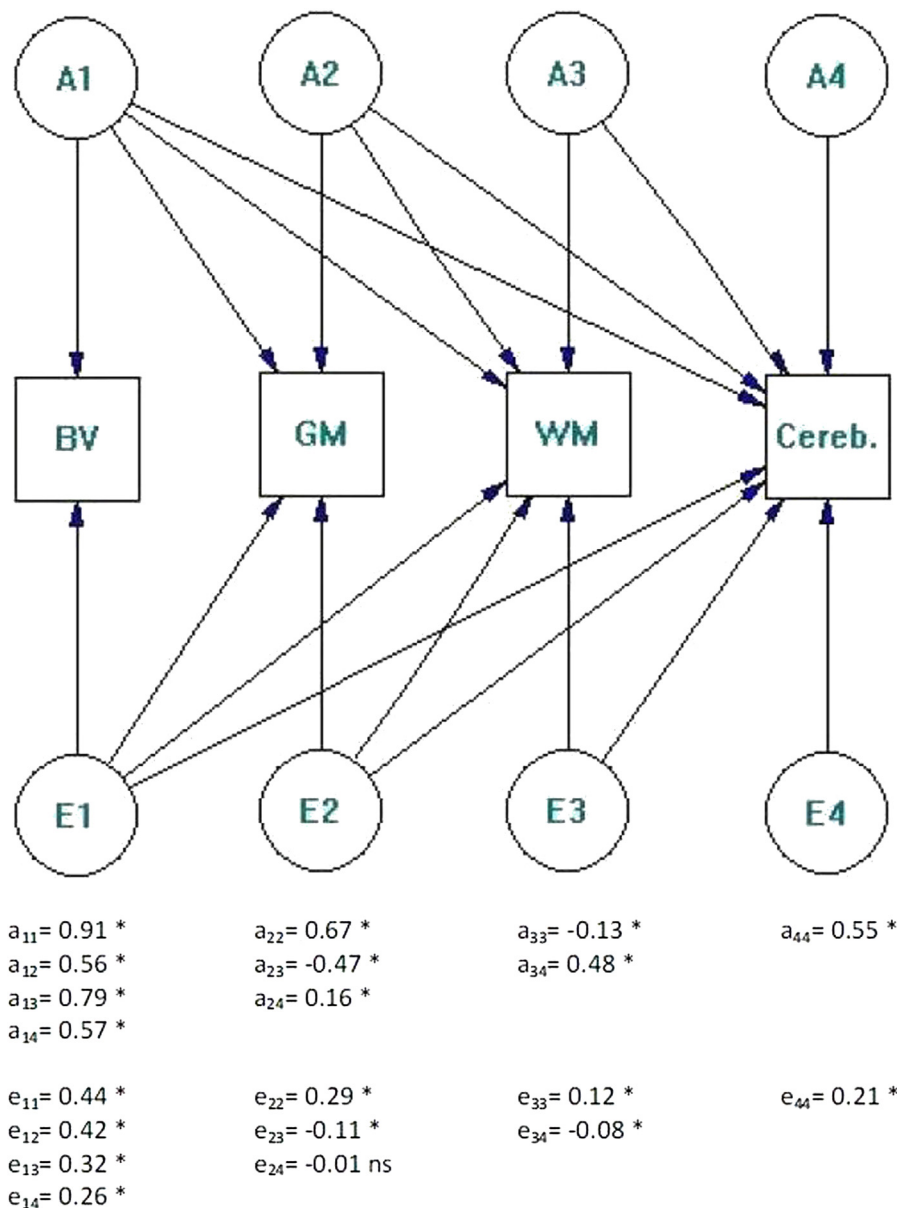 A1 A2 A3 A4
BV GM WM Cereb.
E1 E2 E3 E4
a₁₁= 0.91 * a₂₂= 0.67 * a₃₃= -0.13 * a₄₄= 0.55 *
a₁₂= 0.56 * a₂₃= -0.47 * a₃₄= 0.48 *
a₁₃= 0.79 * a₂₄= 0.16 *
a₁₄= 0.57 *
e₁₁= 0.44 * e₂₂= 0.29 * e₃₃= 0.12 * e₄₄= 0.21 *
e₁₂= 0.42 * e₂₃= -0.11 * e₃₄= -0.08 *
e₁₃= 0.32 * e₂₄= -0.01 ns
e₁₄= 0.26 *